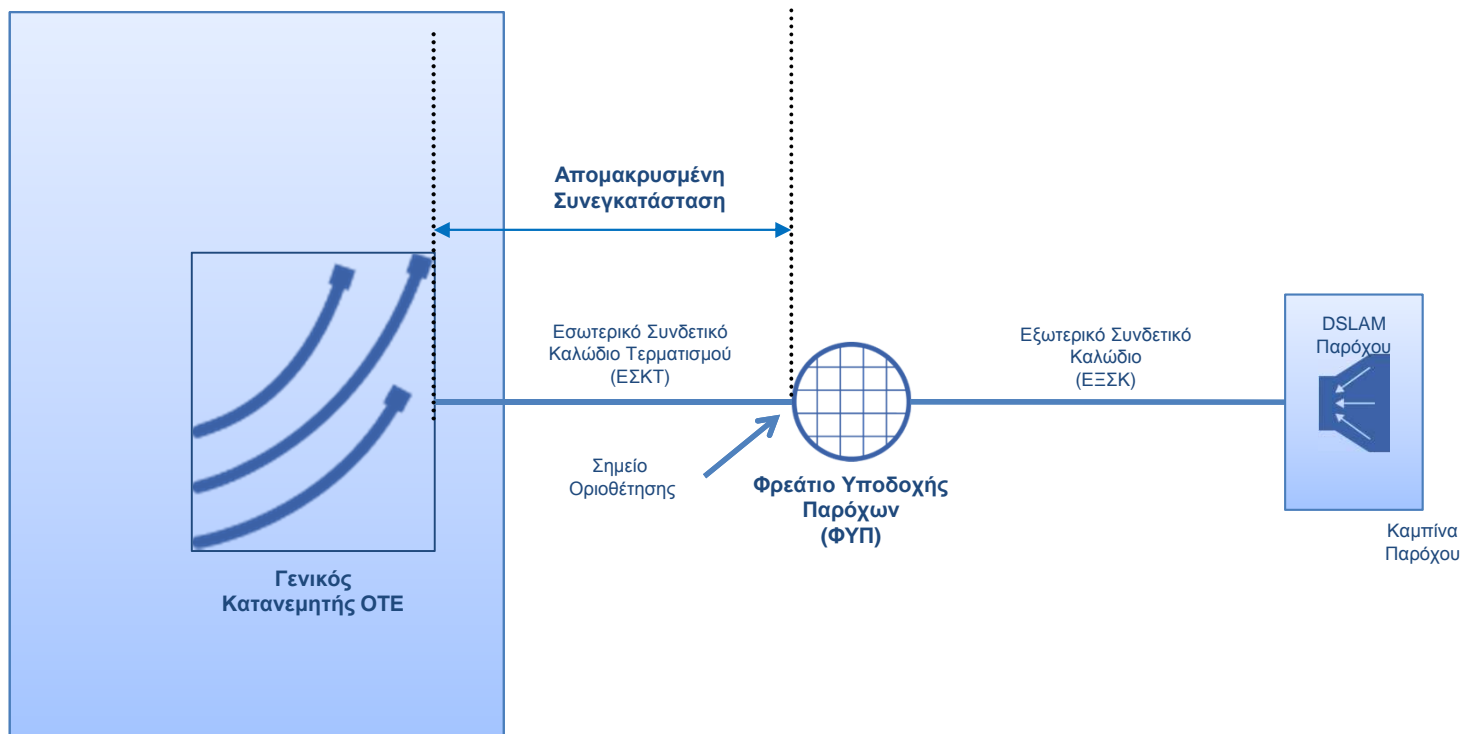 Απομακρυσμένη
Συνεγκατάσταση
Εσωτερικό Συνδετικό
Καλώδιο Τερματισμού
(ΕΣΚΤ)
Εξωτερικό Συνδετικό
Καλώδιο
(ΕΞΣΚ)
DSLAM
Παρόχου
Σημείο
Οριοθέτησης
Φρεάτιο Υποδοχής
Παρόχων
(ΦΥΠ)
Καμπίνα
Παρόχου
Γενικός
Κατανεμητής ΟΤΕ